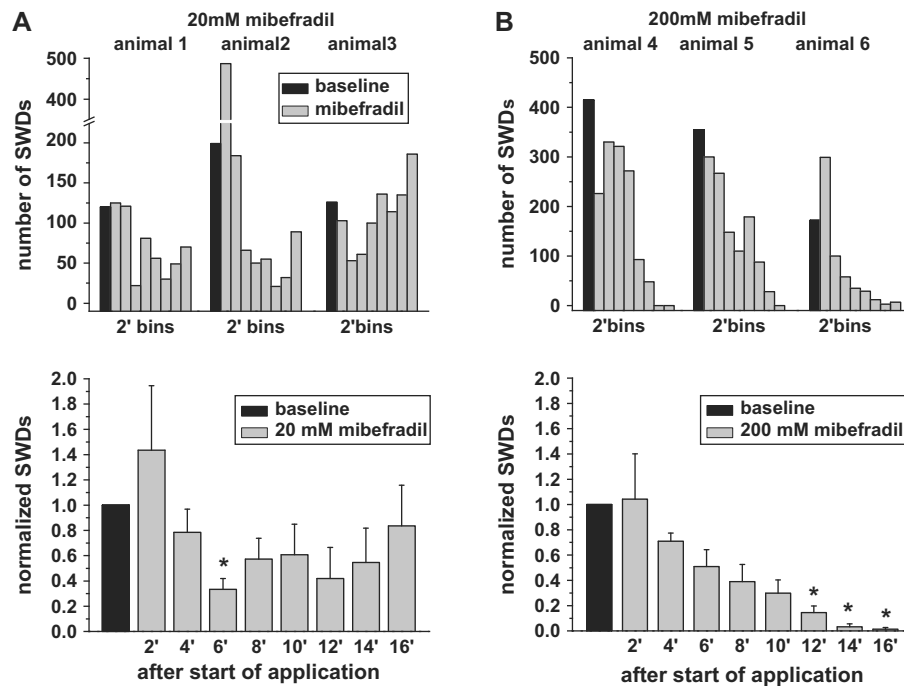 A
20mM mibefradil
animal 1 animal2 animal3
number of SWDs
500
400
200
150
100
50
0
baseline
mibefradil
2' bins 2' bins 2'bins
B
200mM mibefradil
animal 4 animal 5 animal 6
number of SWDs
500
400
300
200
100
0
2'bins 2'bins 2'bins
normalized SWDs
2.0
1.8
1.6
1.4
1.2
1.0
0.8
0.6
0.4
0.2
0.0
baseline
20 mM mibefradil
*
2' 4' 6' 8' 10' 12' 14' 16'
after start of application
normalized SWDs
2.0
1.8
1.6
1.4
1.2
1.0
0.8
0.6
0.4
0.2
0.0
baseline
200 mM mibefradil
* * *
2' 4' 6' 8' 10' 12' 14' 16'
after start of application